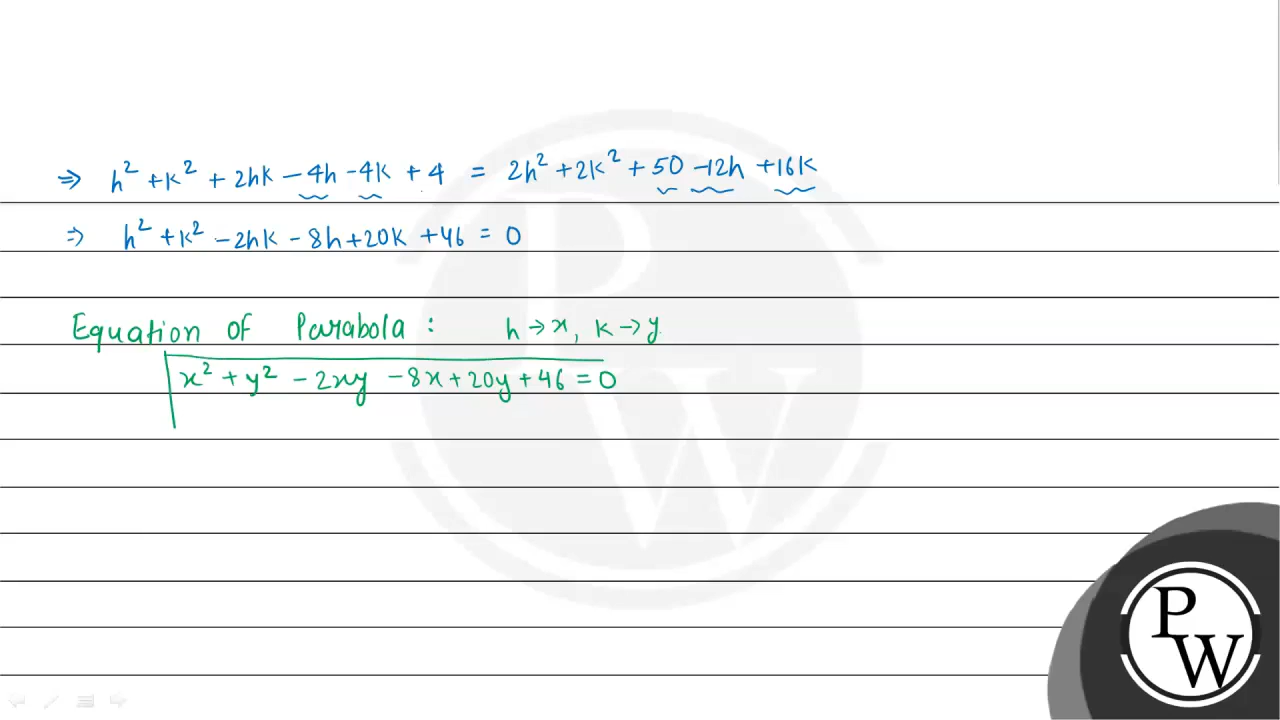 ⇒ h² + k² + 2hk - 4h - 4k + 4 = 2h² + 2k² + 50 - 12h + 16k
⇒ h² + k² - 2hk - 8h + 20k + 46 = 0
Equation of Parabola : h → x, k → y
x² + y² - 2xy - 8x + 20y + 46 = 0
PW
PW